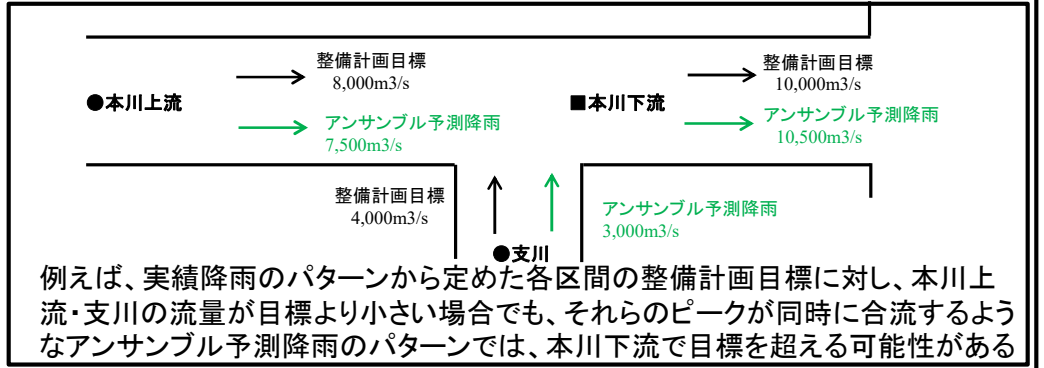 整備計画目標
8,000m3/s
●本川上流
アンサンブル予測降雨
7,500m3/s
整備計画目標
10,000m3/s
■本川下流
アンサンブル予測降雨
10,500m3/s
整備計画目標
4,000m3/s
アンサンブル予測降雨
3,000m3/s
●支川
例えば、実績降雨のパターンから定めた各区間の整備計画目標に対し、本川上
流・支川の流量が目標より小さい場合でも、それらのピークが同時に合流するよう
なアンサンブル予測降雨のパターンでは、本川下流で目標を超える可能性がある